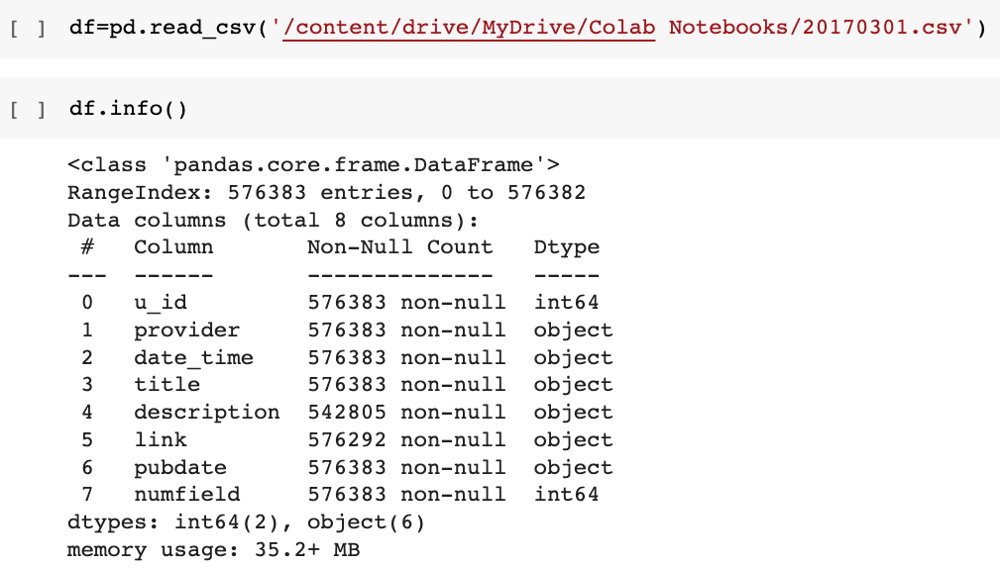 [ ] df=pd.read_csv('/content/drive/MyDrive/Colab Notebooks/20170301.csv')
[ ] df.info()
<class 'pandas.core.frame.DataFrame'>
RangeIndex: 576383 entries, 0 to 576382
Data columns (total 8 columns):
 #   Column       Non-Null Count   Dtype
---  ------       --------------   -----
 0   u_id         576383 non-null  int64
 1   provider     576383 non-null  object
 2   date_time    576383 non-null  object
 3   title        576383 non-null  object
 4   description  542805 non-null  object
 5   link         576292 non-null  object
 6   pubdate      576383 non-null  object
 7   numfield     576383 non-null  int64
dtypes: int64(2), object(6)
memory usage: 35.2+ MB